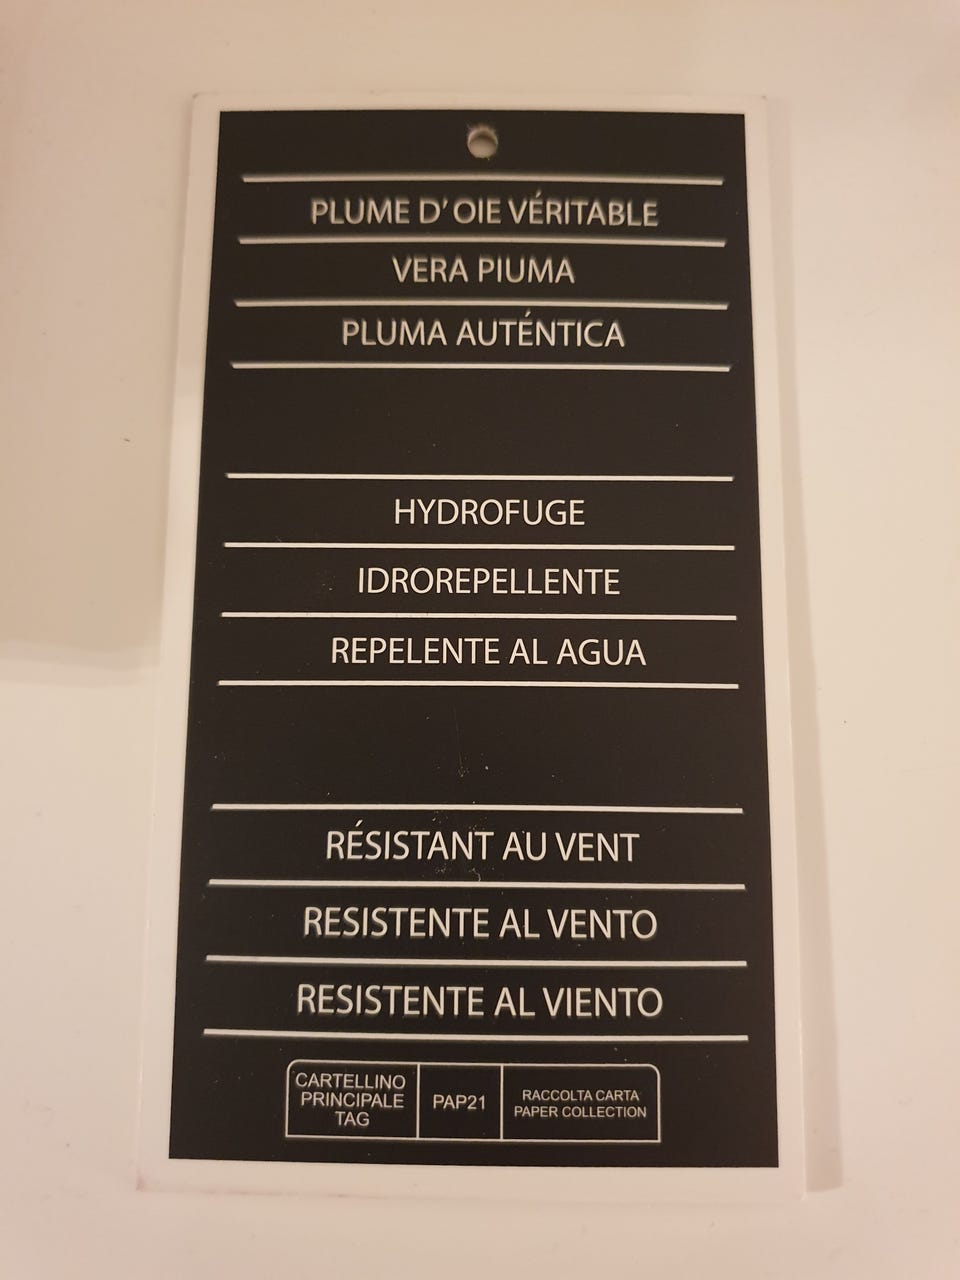 PLUME D' OIE VÉRITABLE
VERA PIUMA
PLUMA AUTÉNTICA
HYDROFUGE
IDROREPELLENTE
REPELENTE AL AGUA
RÉSISTANT AU VENT
RESISTENTE AL VENTO
RESISTENTE AL VIENTO
CARTELLINO
PRINCIPALE
TAG
PAP21
RACCOLTA CARTA
PAPER COLLECTION